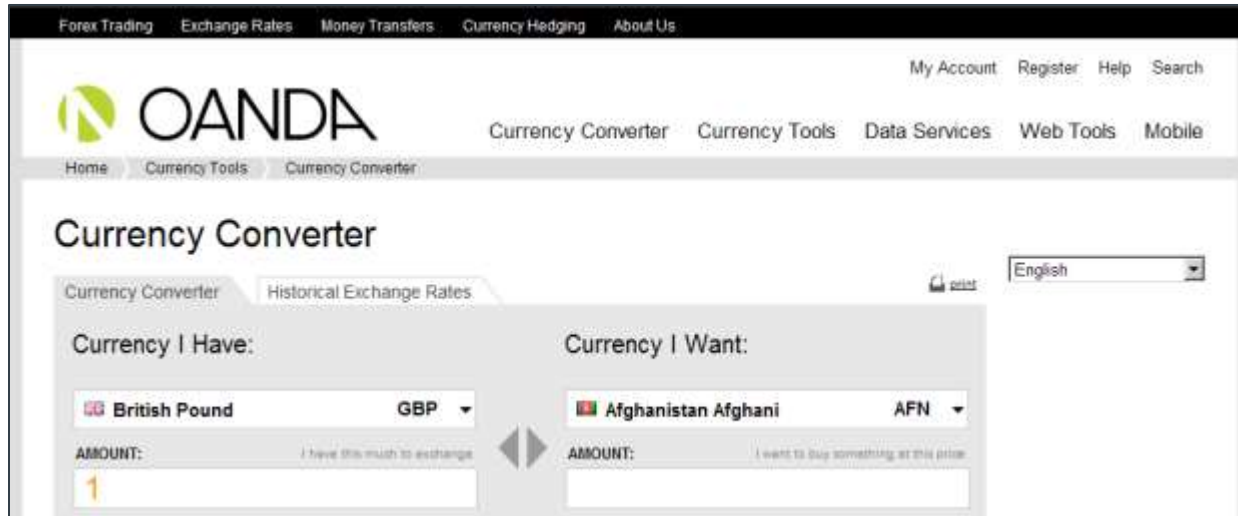 Forex Trading Exchange Rates Money Transfers Currency Hedging About Us
My Account Register Help Search
OANDA
Currency Converter Currency Tools Data Services Web Tools Mobile
Home Currency Tools Currency Converter
Currency Converter
English
Currency Converter Historical Exchange Rates print
Currency I Have: Currency I Want:
British Pound GBP Afghanistan Afghani AFN
AMOUNT: I have this much to exchange AMOUNT: I want to buy something at this price
1